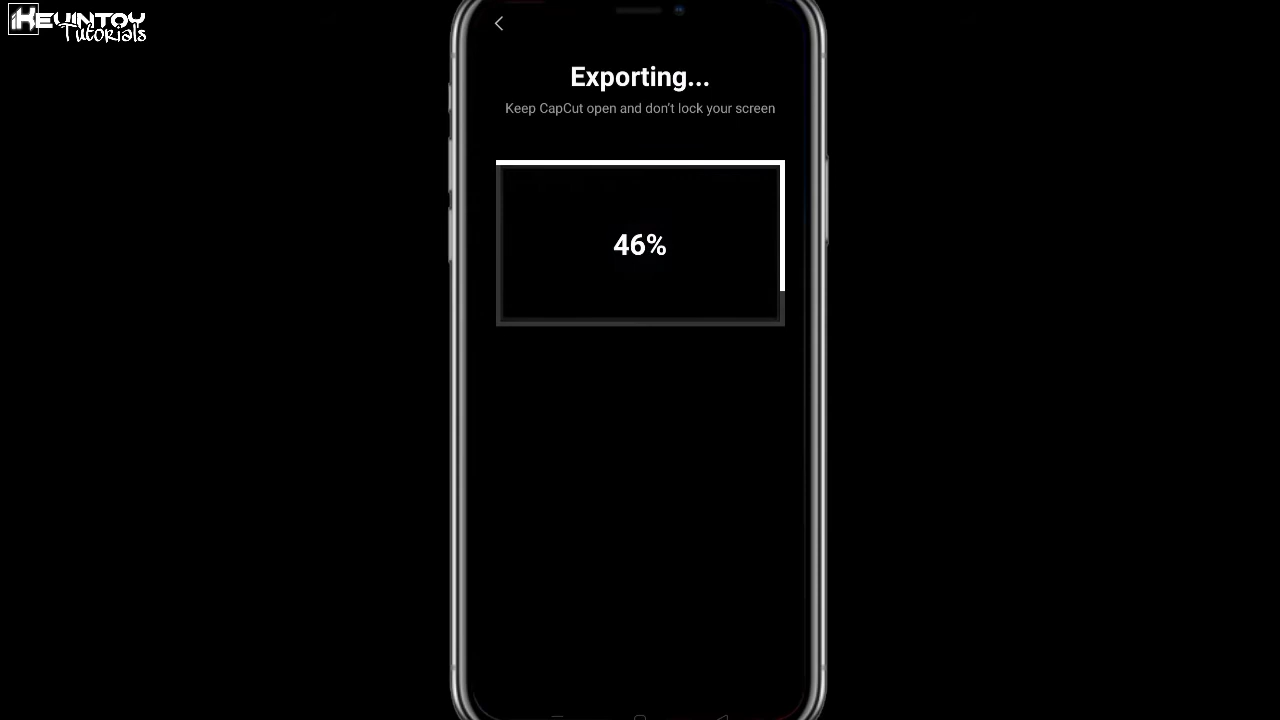 KEVINTOY
Tutorials
Exporting...
Keep CapCut open and don't lock your screen
46%